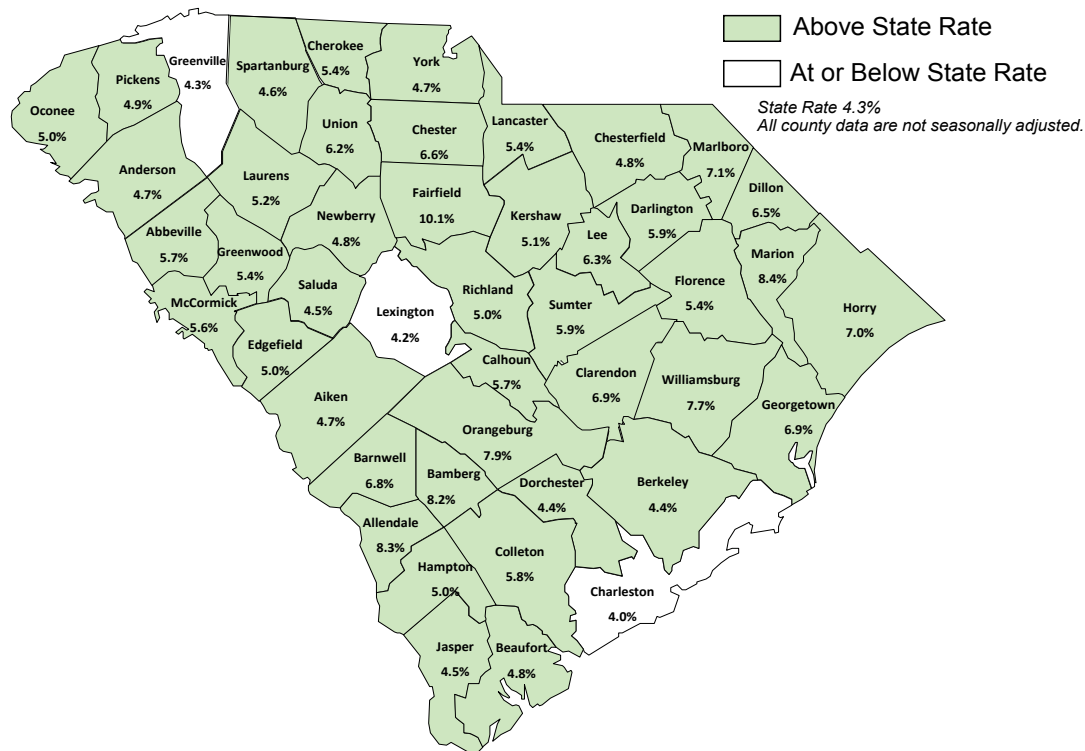 Above State Rate
At or Below State Rate
State Rate 4.3%
All county data are not seasonally adjusted.
Cherokee
5.4%
York
4.7%
Greenville
4.3%
Spartanburg
4.6%
Pickens
4.9%
Oconee
5.0%
Union
6.2%
Chester
6.6%
Lancaster
5.4%
Chesterfield
4.8%
Marlboro
7.1%
Anderson
4.7%
Laurens
5.2%
Fairfield
10.1%
Dillon
6.5%
Newberry
4.8%
Kershaw
5.1%
Darlington
5.9%
Lee
6.3%
Abbeville
5.7%
Greenwood
5.4%
Marion
8.4%
Saluda
4.5%
Richland
5.0%
Florence
5.4%
McCormick
5.6%
Lexington
4.2%
Sumter
5.9%
Horry
7.0%
Edgefield
5.0%
Calhoun
5.7%
Clarendon
6.9%
Williamsburg
7.7%
Aiken
4.7%
Georgetown
6.9%
Orangeburg
7.9%
Barnwell
6.8%
Bamberg
8.2%
Dorchester
4.4%
Berkeley
4.4%
Allendale
8.3%
Colleton
5.8%
Hampton
5.0%
Charleston
4.0%
Jasper
4.5%
Beaufort
4.8%